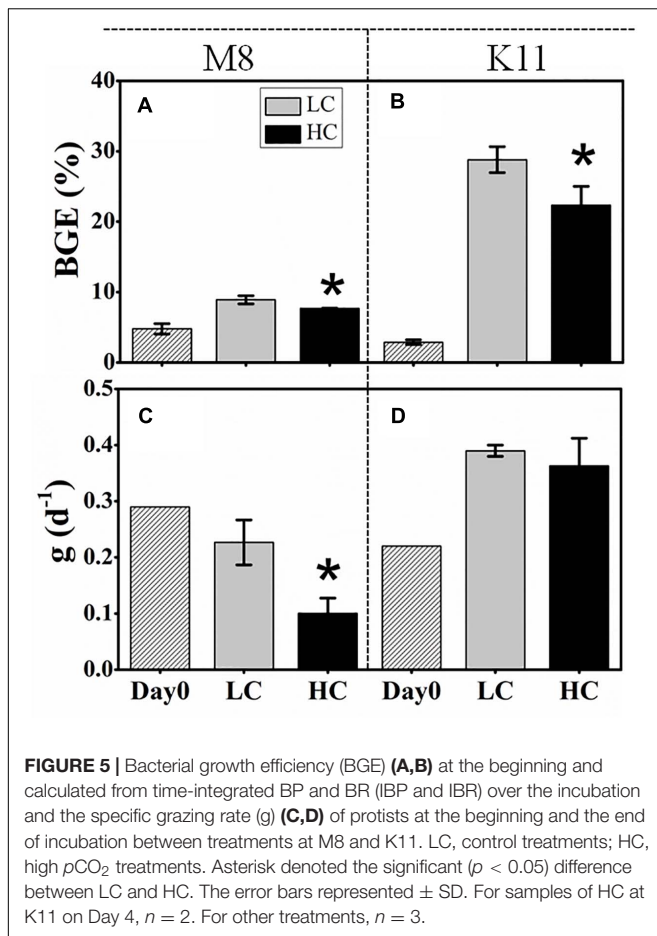 M8 K11
40
30
20
10
0
BGE (%)
A
LC
HC
*
B
*
0.5
0.4
0.3
0.2
0.1
0.0
g (d-1)
C
*
D
Day0 LC HC Day0 LC HC
FIGURE 5 | Bacterial growth efficiency (BGE) (A,B) at the beginning and
calculated from time-integrated BP and BR (IBP and IBR) over the incubation
and the specific grazing rate (g) (C,D) of protists at the beginning and the end
of incubation between treatments at M8 and K11. LC, control treatments; HC,
high pCO₂ treatments. Asterisk denoted the significant (p < 0.05) difference
between LC and HC. The error bars represented ± SD. For samples of HC at
K11 on Day 4, n = 2. For other treatments, n = 3.